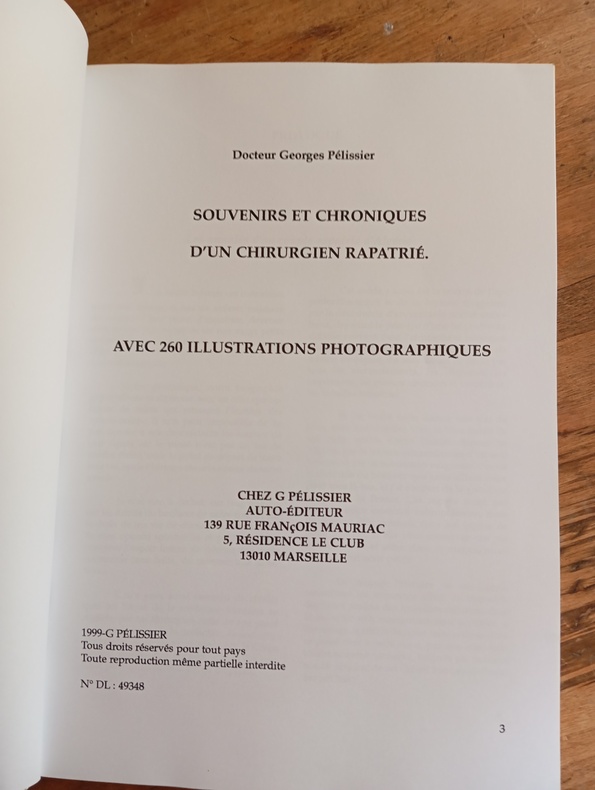 Docteur Georges Pélissier
SOUVENIRS ET CHRONIQUES
D'UN CHIRURGIEN RAPATRIÉ.
AVEC 260 ILLUSTRATIONS PHOTOGRAPHIQUES
CHEZ G PÉLISSIER
AUTO-ÉDITEUR
139 RUE FRANçOIS MAURIAC
5, RÉSIDENCE LE CLUB
13010 MARSEILLE
1999-G PÉLISSIER
Tous droits réservés pour tout pays
Toute reproduction même partielle interdite
N° DL : 49348
3